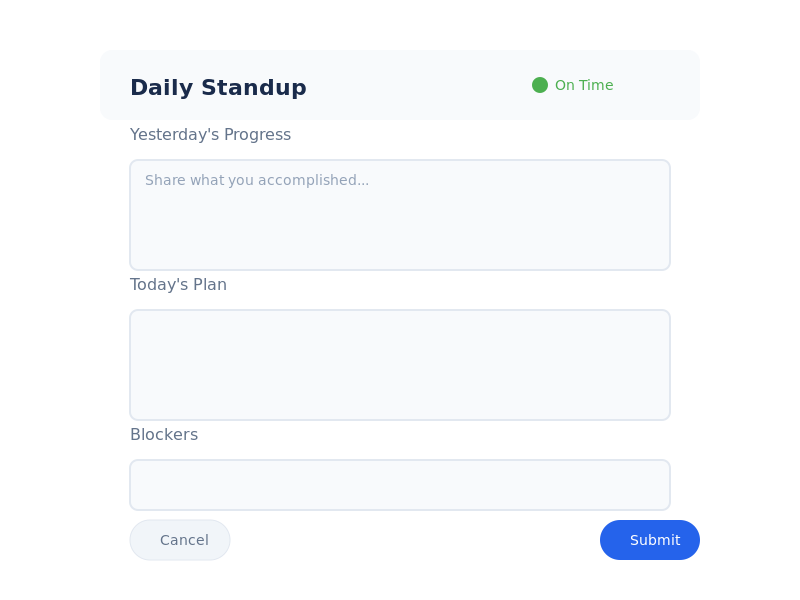 Daily Standup
On Time
Yesterday's Progress
Share what you accomplished...
Today's Plan
Blockers
Cancel
Submit